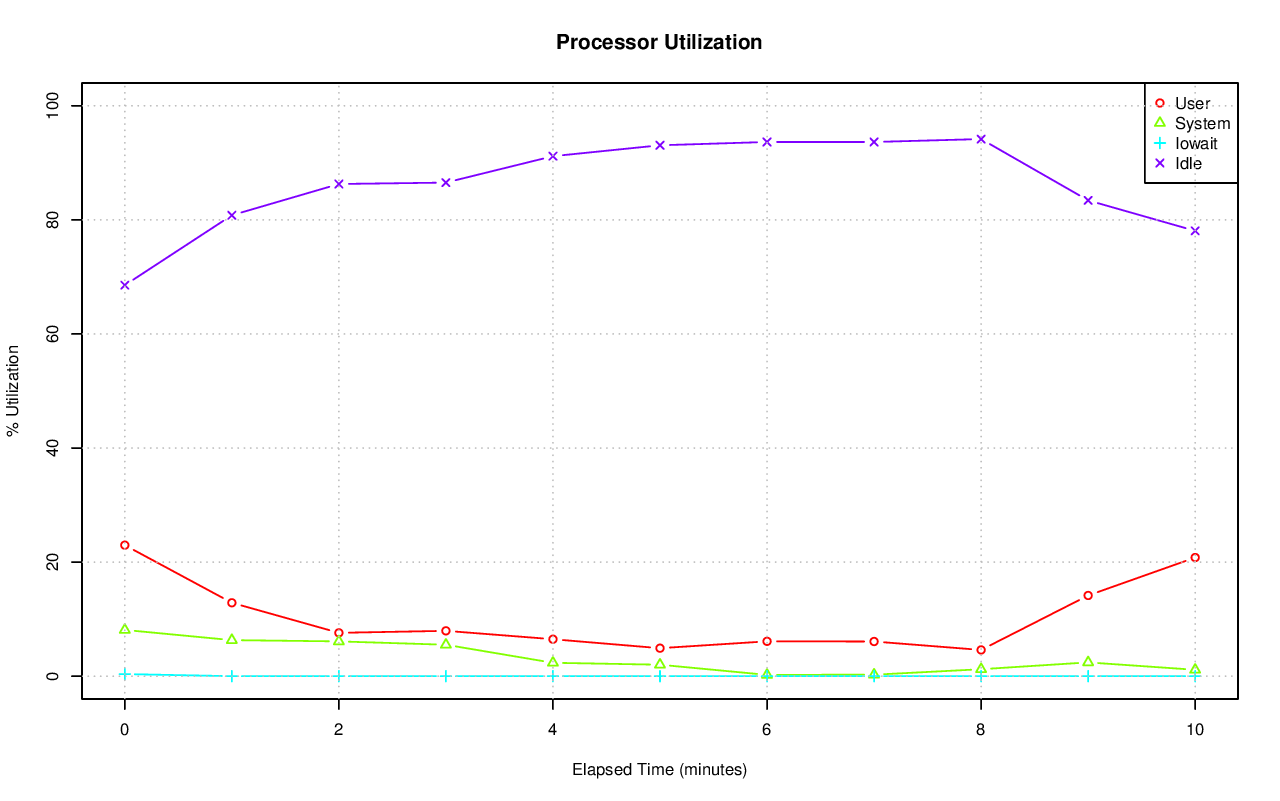 Processor Utilization
User
System
Iowait
Idle
% Utilization
100
80
60
40
20
0
0 2 4 6 8 10
Elapsed Time (minutes)